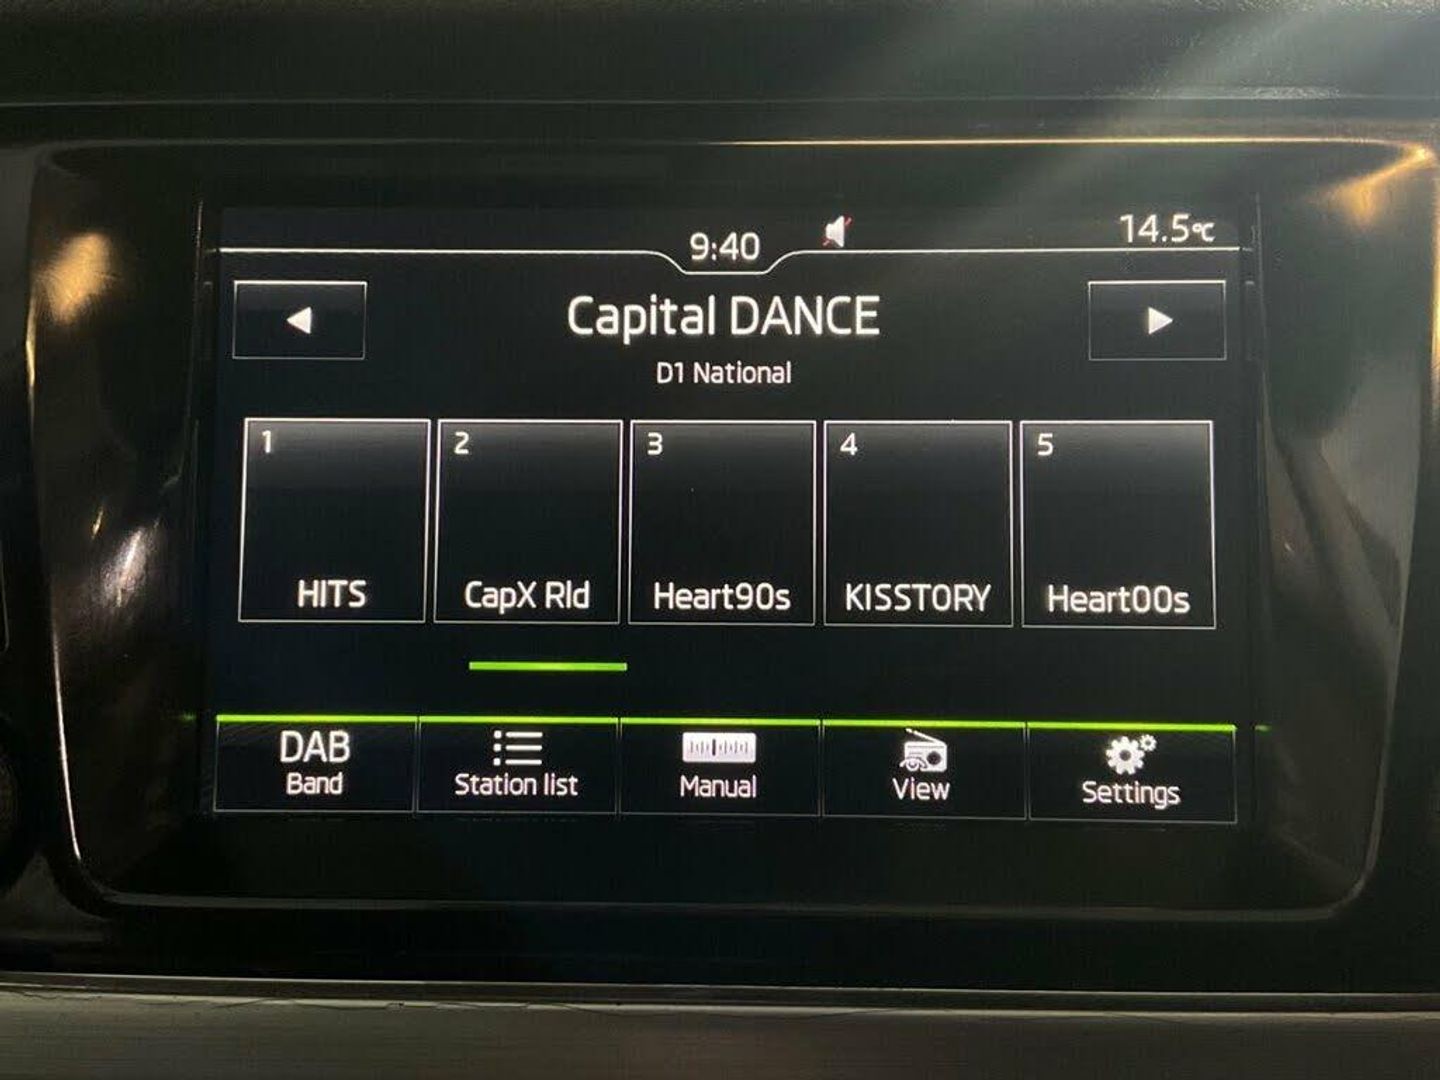 9:40
14.5°C
Capital DANCE
D1 National
1
2
3
4
5
HITS
CapX Rld
Heart90s
KISSTORY
Heart00s
DAB
Band
Station list
Manual
View
Settings